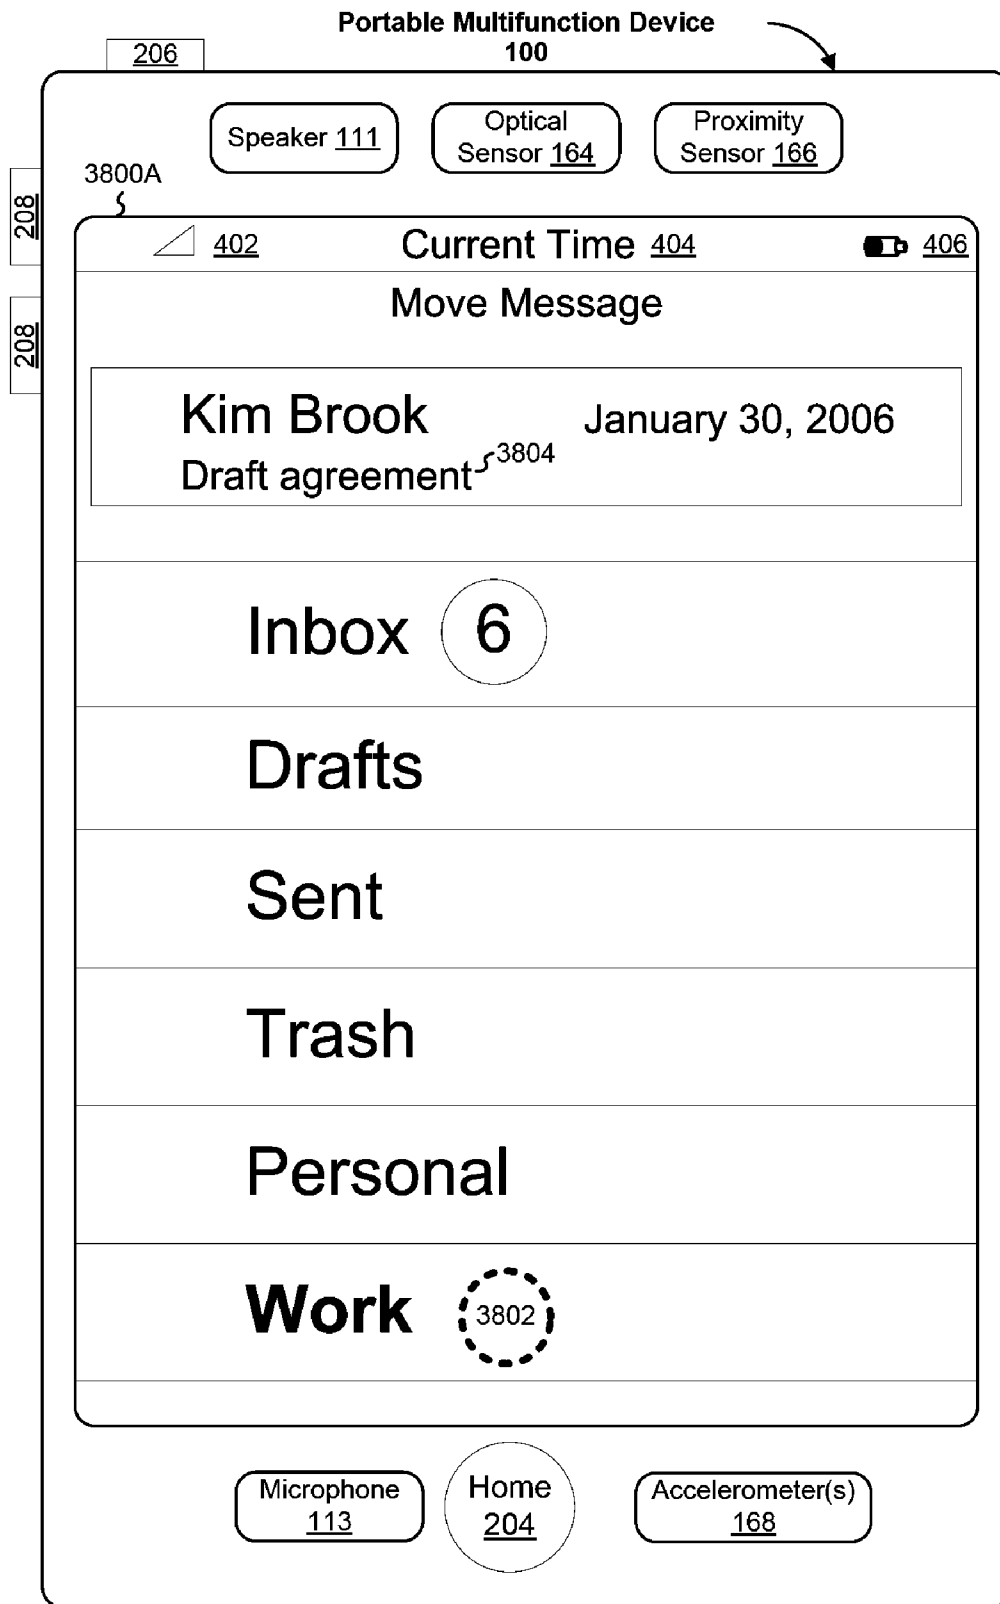 Portable Multifunction Device
100
206
Speaker 111
Optical
Sensor 164
Proximity
Sensor 166
3800A
208
208
402
Current Time 404
406
Move Message
Kim Brook
January 30, 2006
Draft agreement
3804
Inbox 6
Drafts
Sent
Trash
Personal
Work 3802
Microphone
113
Home
204
Accelerometer(s)
168